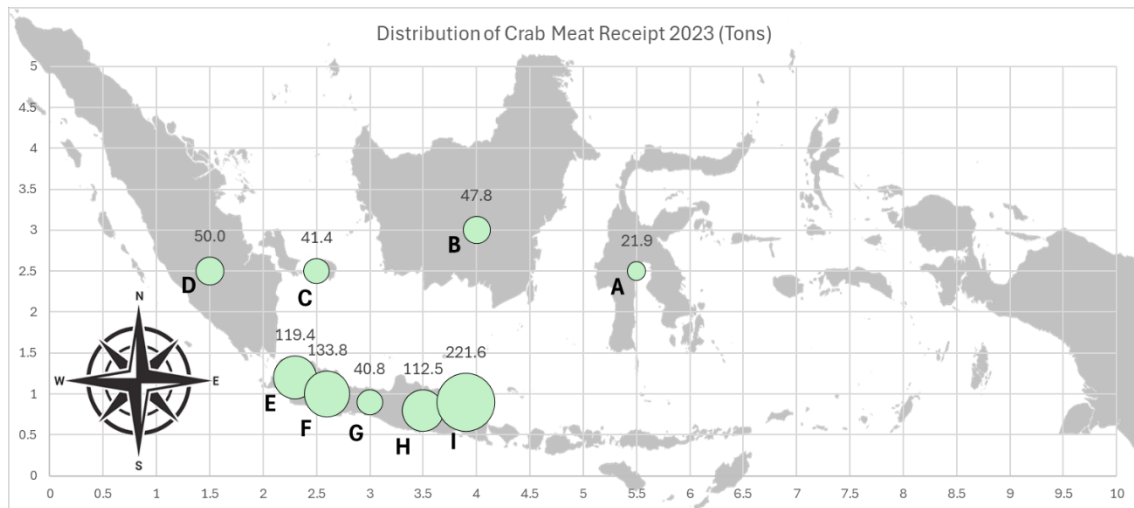 Distribution of Crab Meat Receipt 2023 (Tons)
5
4.5
4
3.5
3
2.5
2
1.5
1
0.5
0
47.8
B
50.0
D
41.4
C
21.9
A
N
W
E
S
119.4
E
133.8
F
40.8
G
112.5
H
221.6
I
0 0.5 1 1.5 2 2.5 3 3.5 4 4.5 5 5.5 6 6.5 7 7.5 8 8.5 9 9.5 10